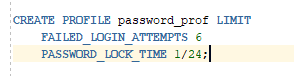 CREATE PROFILE password_prof LIMIT
FAILED_LOGIN_ATTEMPTS 6
PASSWORD_LOCK_TIME 1/24;